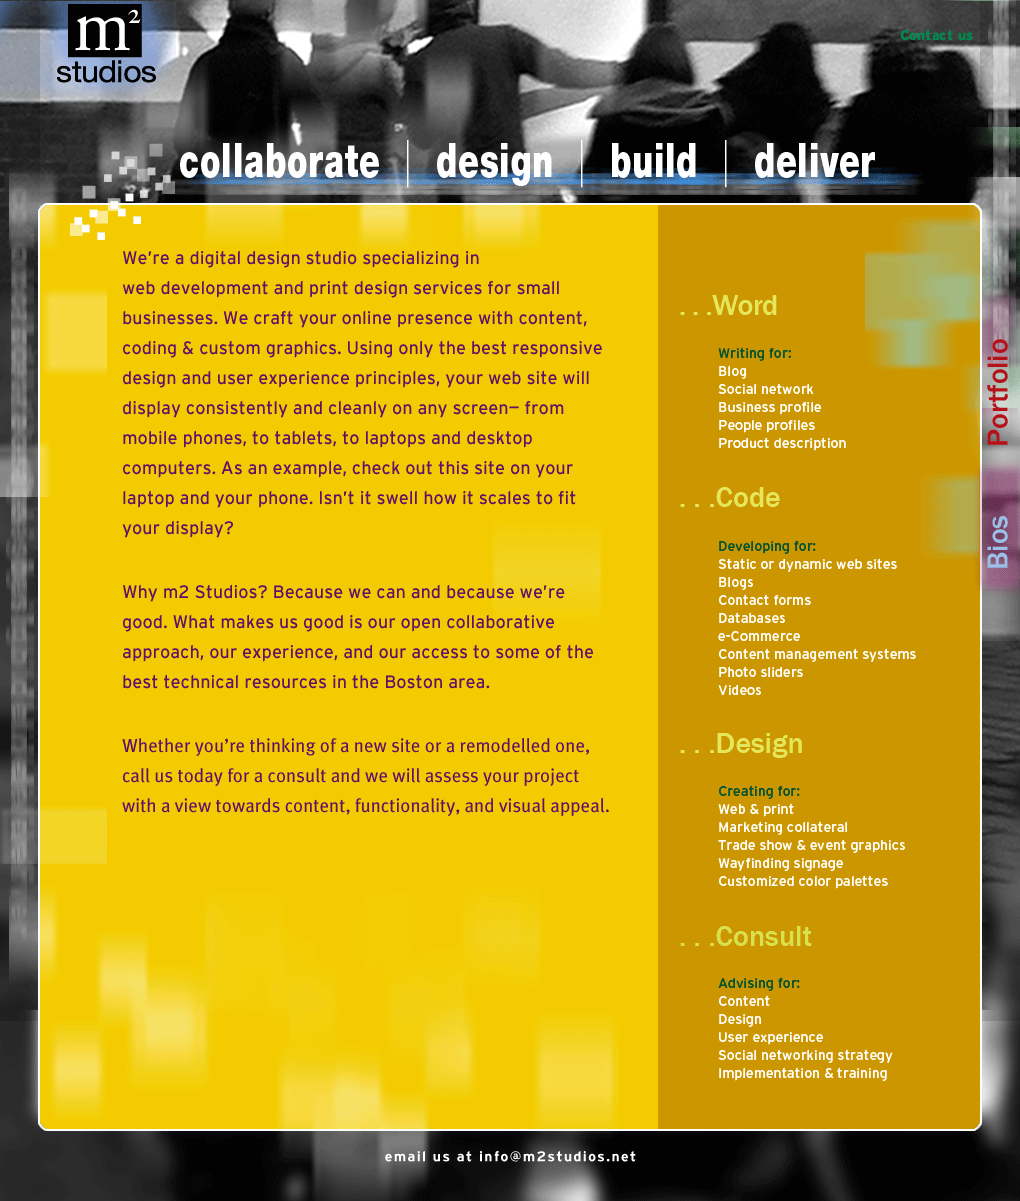 m2
studios
Contact us
collaborate
design
build
deliver
We're a digital design studio specializing in
web development and print design services for small
businesses. We craft your online presence with content,
coding & custom graphics. Using only the best responsive
design and user experience principles, your web site will
display consistently and cleanly on any screen— from
mobile phones, to tablets, to laptops and desktop
computers. As an example, check out this site on your
laptop and your phone. Isn't it swell how it scales to fit
your display?
Why m2 Studios? Because we can and because we're
good. What makes us good is our open collaborative
approach, our experience, and our access to some of the
best technical resources in the Boston area.
Whether you're thinking of a new site or a remodelled one,
call us today for a consult and we will assess your project
with a view towards content, functionality, and visual appeal.
. . .Word
Writing for:
Blog
Social network
Business profile
People profiles
Product description
. . .Code
Developing for:
Static or dynamic web sites
Blogs
Contact forms
Databases
e-Commerce
Content management systems
Photo sliders
Videos
. . .Design
Creating for:
Web & print
Marketing collateral
Trade show & event graphics
Wayfinding signage
Customized color palettes
. . .Consult
Advising for:
Content
Design
User experience
Social networking strategy
Implementation & training
Portfolio
Bios
email us at info@m2studios.net